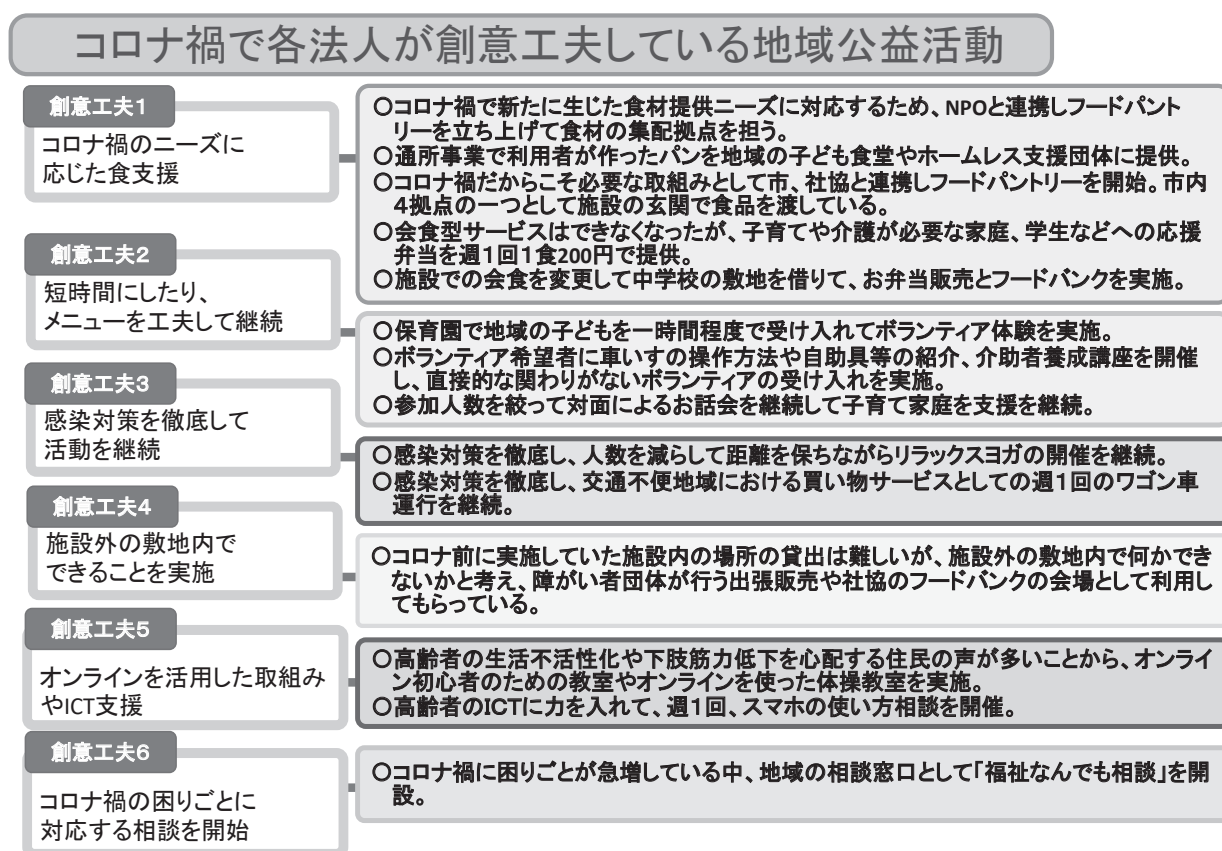 コロナ禍で各法人が創意工夫している地域公益活動
創意工夫1
コロナ禍のニーズに
応じた食支援
○コロナ禍で新たに生じた食材提供ニーズに対応するため、NPOと連携しフードパント
リーを立ち上げて食材の集配拠点を担う。
○通所事業で利用者が作ったパンを地域の子ども食堂やホームレス支援団体に提供。
○コロナ禍だからこそ必要な取組みとして市、社協と連携しフードパントリーを開始。市内
4拠点の一つとして施設の玄関で食品を渡している。
○会食型サービスはできなくなったが、子育てや介護が必要な家庭、学生などへの応援
弁当を週1回1食200円で提供。
○施設での会食を変更して中学校の敷地を借りて、お弁当販売とフードバンクを実施。
創意工夫2
短時間にしたり、
メニューを工夫して継続
○保育園で地域の子どもを一時間程度で受け入れてボランティア体験を実施。
○ボランティア希望者に車いすの操作方法や自助具等の紹介、介助者養成講座を開催
し、直接的な関わりがないボランティアの受け入れを実施。
○参加人数を絞って対面によるお話会を継続して子育て家庭を支援を継続。
創意工夫3
感染対策を徹底して
活動を継続
○感染対策を徹底し、人数を減らして距離を保ちながらリラックスヨガの開催を継続。
○感染対策を徹底し、交通不便地域における買い物サービスとしての週1回のワゴン車
運行を継続。
創意工夫4
施設外の敷地内で
できることを実施
○コロナ前に実施していた施設内の場所の貸出は難しいが、施設外の敷地内で何かでき
ないかと考え、障がい者団体が行う出張販売や社協のフードバンクの会場として利用し
てもらっている。
創意工夫5
オンラインを活用した取組み
やICT支援
○高齢者の生活不活性化や下肢筋力低下を心配する住民の声が多いことから、オンライ
ン初心者のための教室やオンラインを使った体操教室を実施。
○高齢者のICTに力を入れて、週1回、スマホの使い方相談を開催。
創意工夫6
コロナ禍の困りごとに
対応する相談を開始
○コロナ禍に困りごとが急増している中、地域の相談窓口として「福祉なんでも相談」を開
設。